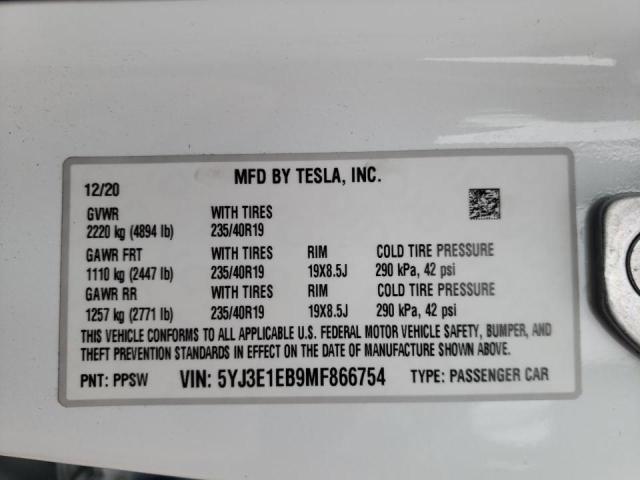 MFD BY TESLA, INC.
12/20
GVWR WITH TIRES
2220 kg (4894 lb) 235/40R19
GAWR FRT WITH TIRES RIM COLD TIRE PRESSURE
1110 kg (2447 lb) 235/40R19 19X8.5J 290 kPa, 42 psi
GAWR RR WITH TIRES RIM COLD TIRE PRESSURE
1257 kg (2771 lb) 235/40R19 19X8.5J 290 kPa, 42 psi
THIS VEHICLE CONFORMS TO ALL APPLICABLE U.S. FEDERAL MOTOR VEHICLE SAFETY, BUMPER, AND
THEFT PREVENTION STANDARDS IN EFFECT ON THE DATE OF MANUFACTURE SHOWN ABOVE.
PNT: PPSW VIN: 5YJ3E1EB9MF866754 TYPE: PASSENGER CAR